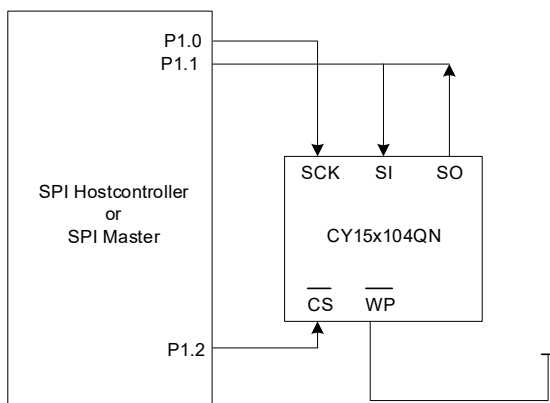 P1.0
P1.1
SCK SI SO
SPI Hostcontroller
or
SPI Master
CY15x104QN
CS WP
P1.2